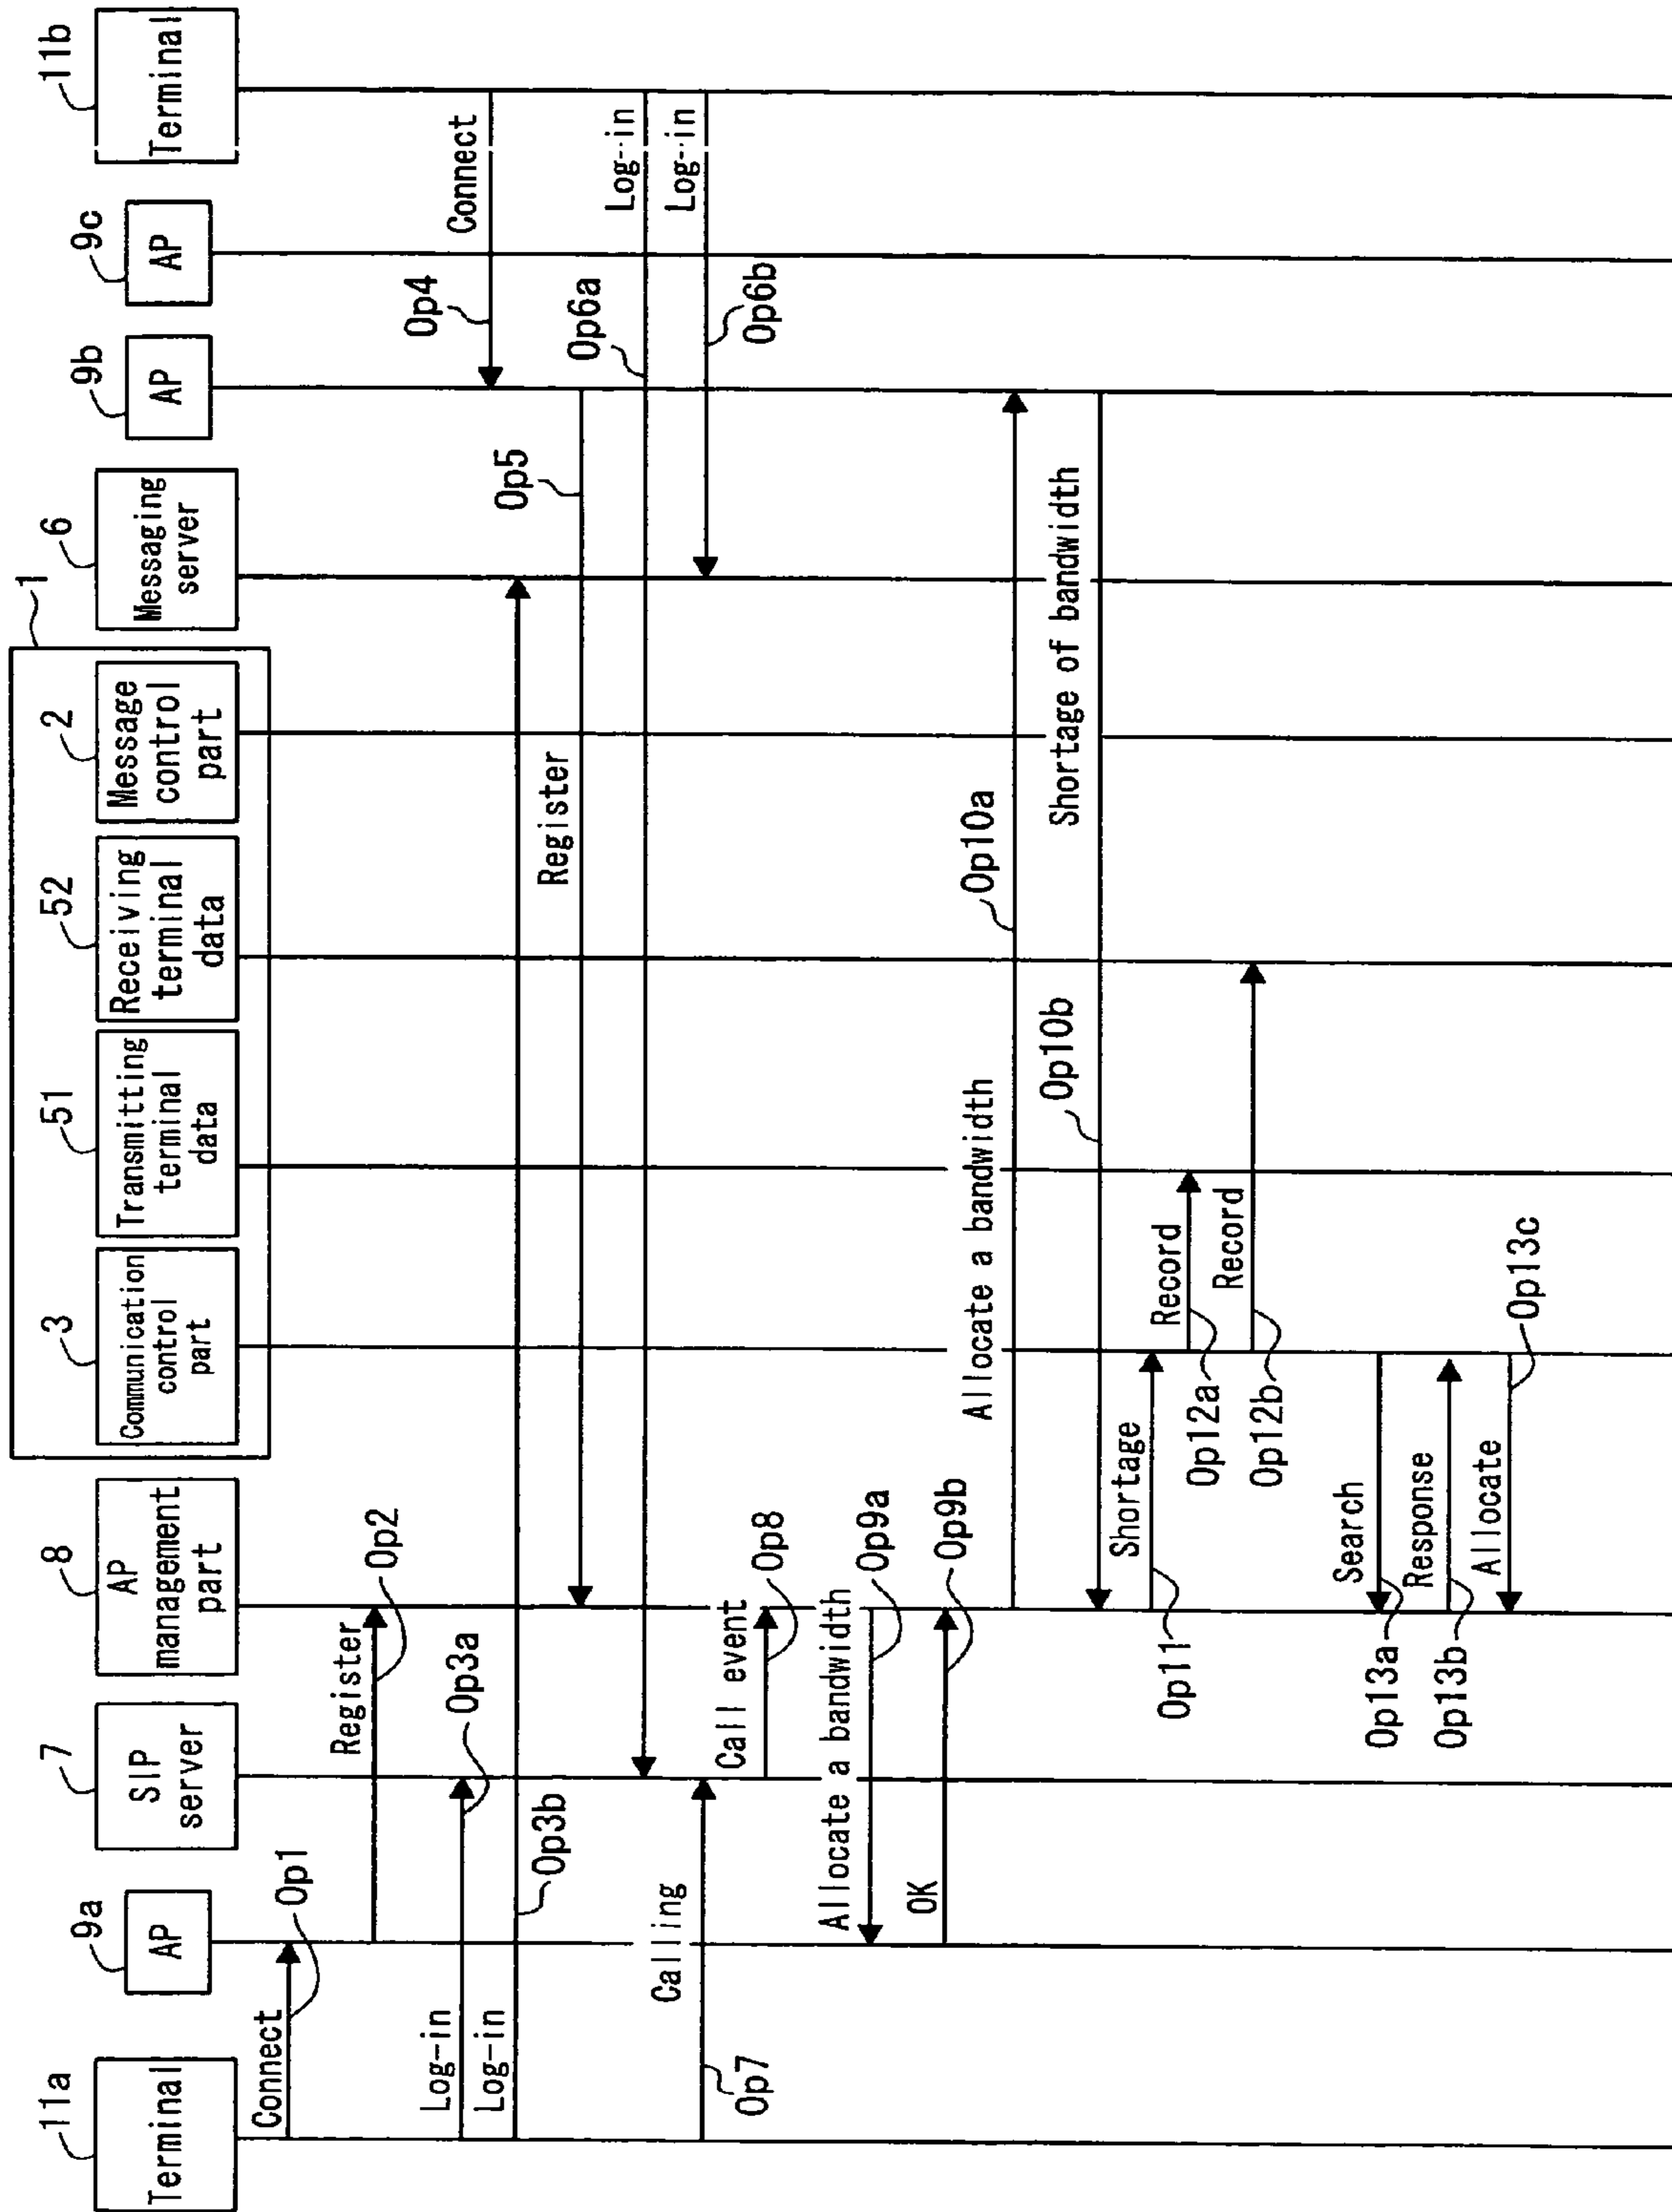 11a
Terminal
9a
AP
7
SIP
server
8
AP
management
part
1
3
Communication
control
part
51
Transmitting
terminal
data
52
Receiving
terminal
data
2
Message
control
part
6
Messaging
server
9b
AP
9c
AP
11b
Terminal
Connect
Op1
Register
Op2
Log-in
Op3a
Connect
Op4
Log-in
Op3b
Register
Op5
Log-in
Op6a
Calling
Op7
Log-in
Op6b
Call event
Op8
Allocate a bandwidth
Op9a
OK
Op9b
Allocate a bandwidth
Op10a
Shortage of bandwidth
Op10b
Shortage
Op11
Record
Op12a
Record
Op12b
Search
Op13a
Response
Op13b
Allocate
Op13c